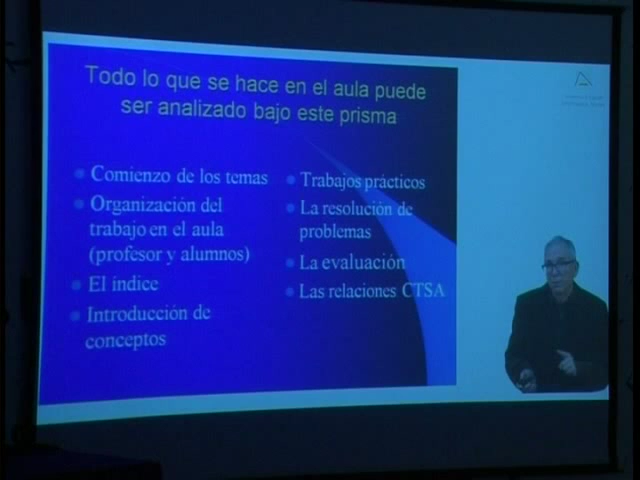 Todo lo que se hace en el aula puede
ser analizado bajo este prisma
Comienzo de los temas
Organización del
trabajo en el aula
(profesor y alumnos)
El índice
Introducción de
conceptos
Trabajos prácticos
La resolución de
problemas
La evaluación
Las relaciones CTSA